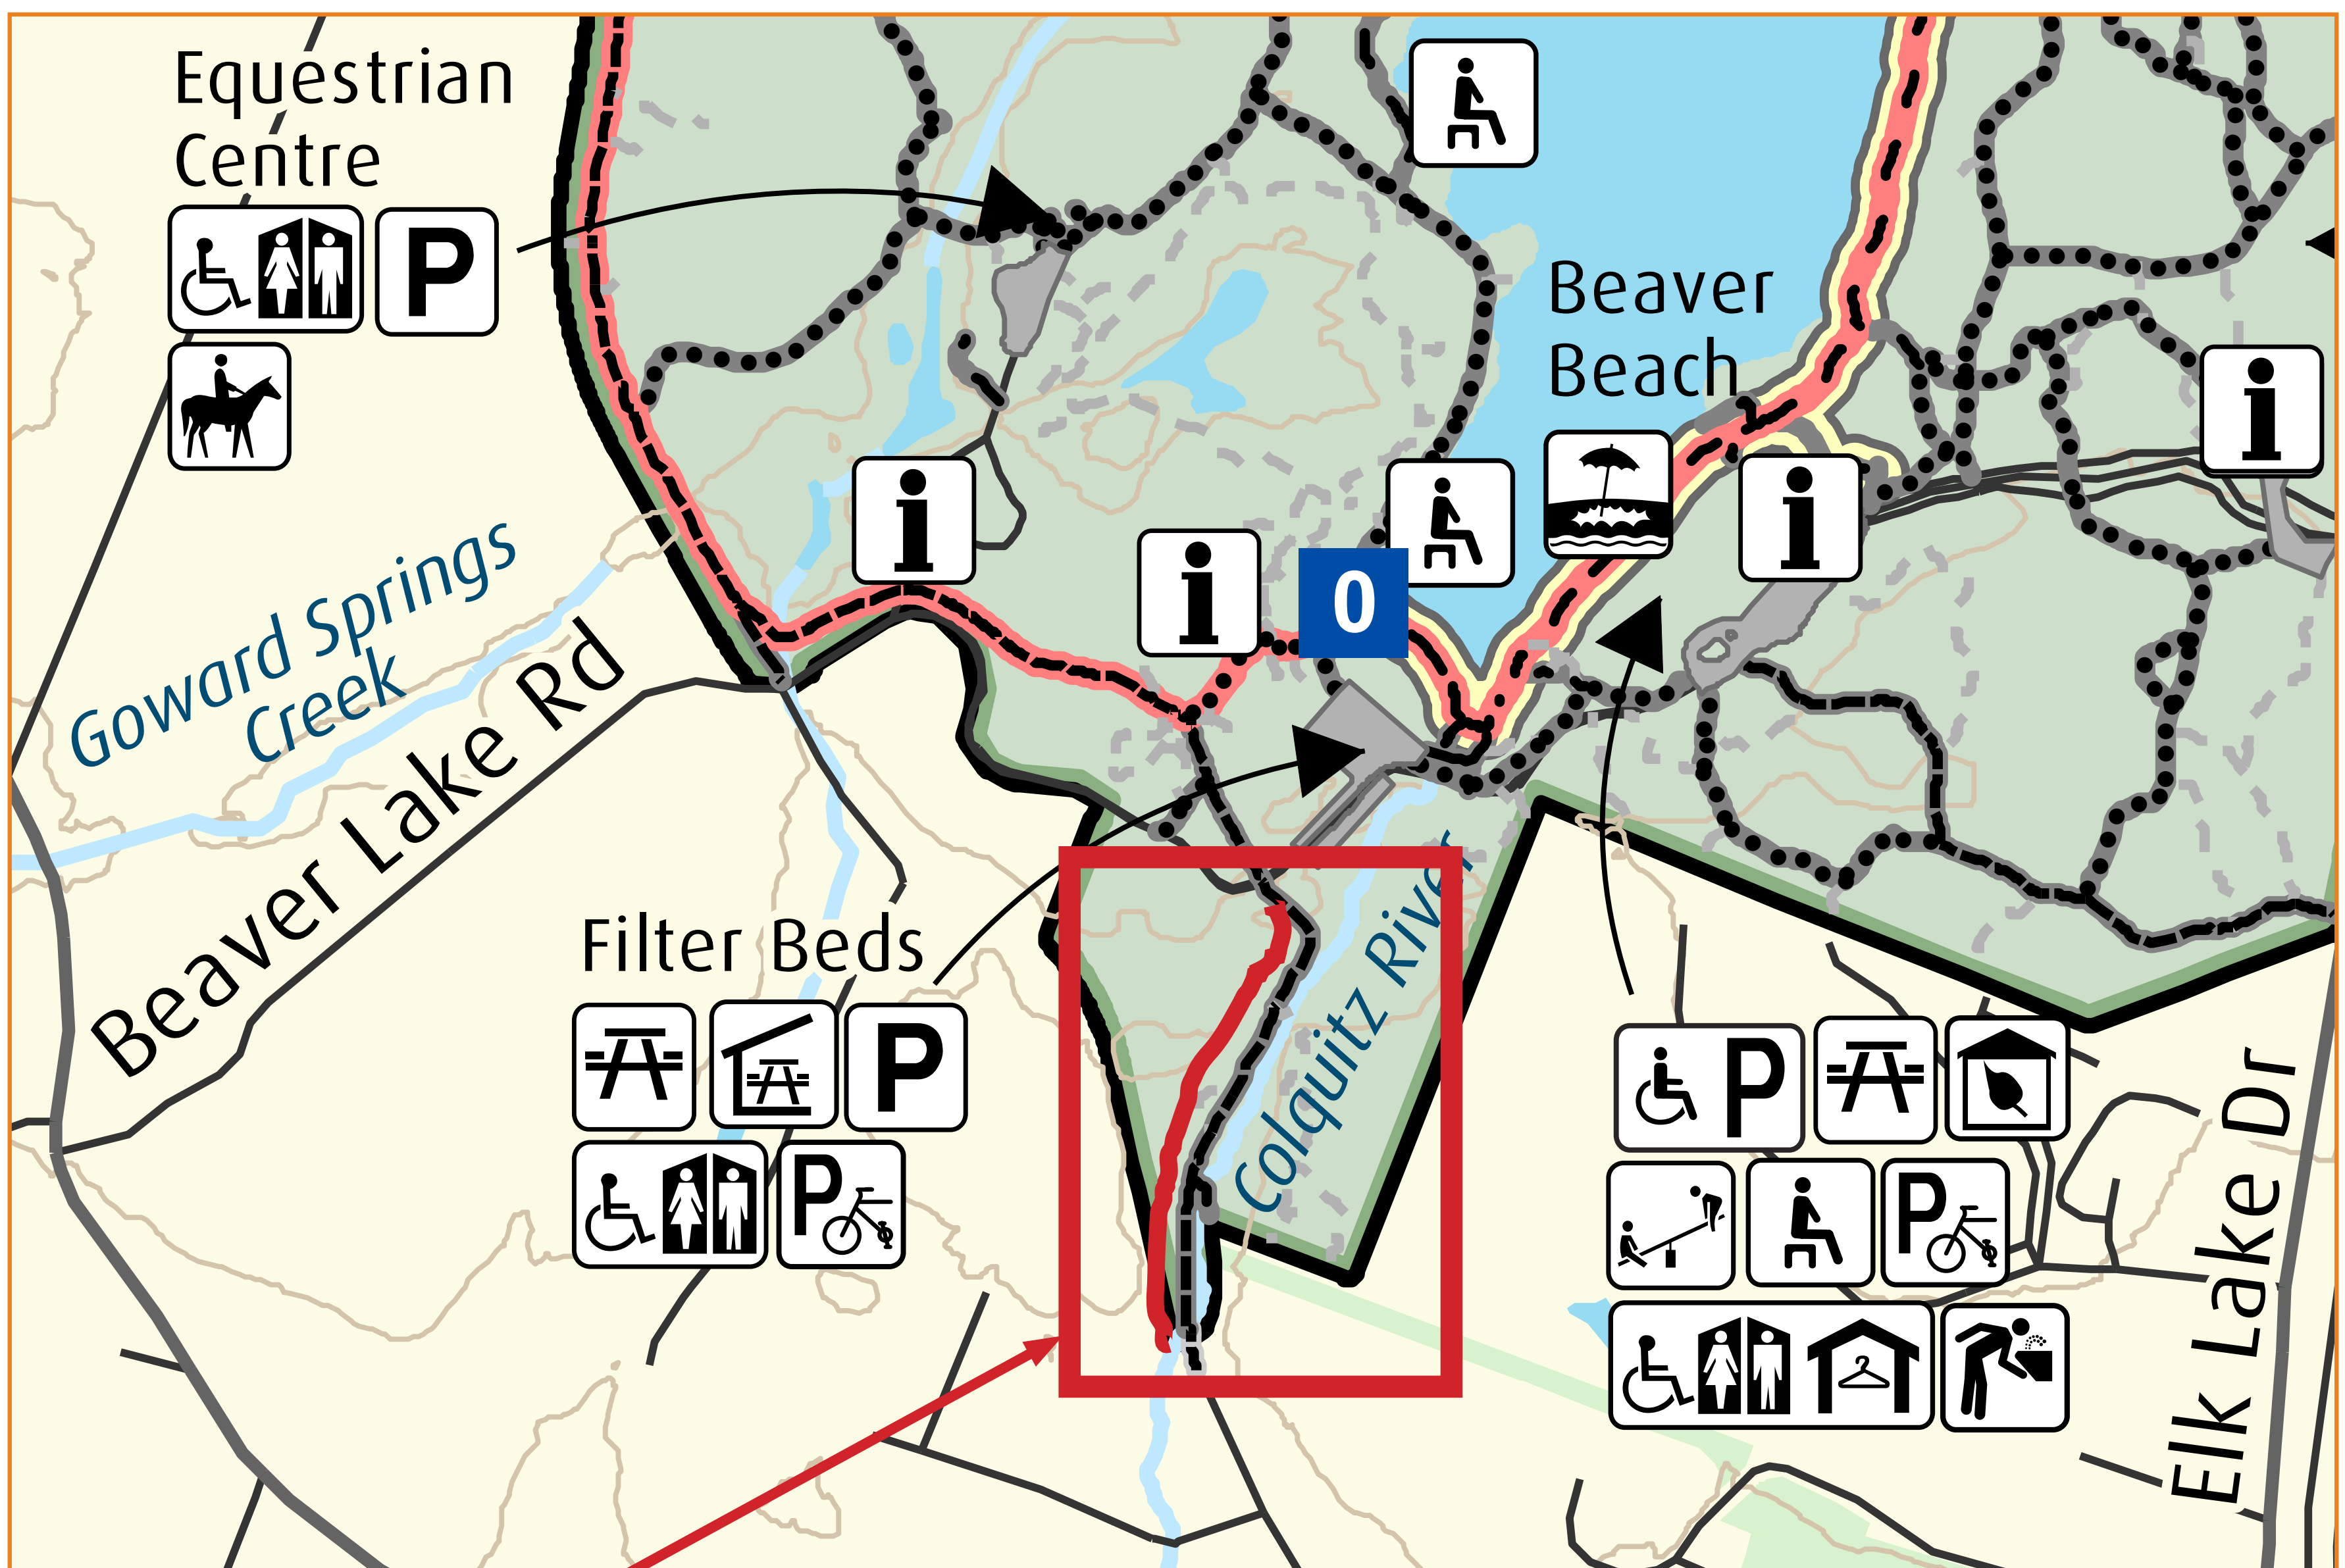 Equestrian
Centre
P
Beaver
Beach
i
i
i
i
0
Goward Springs
Creek
Beaver Lake Rd
Filter Beds
P
P
Colquitz River
P
P
Elk Lake Dr